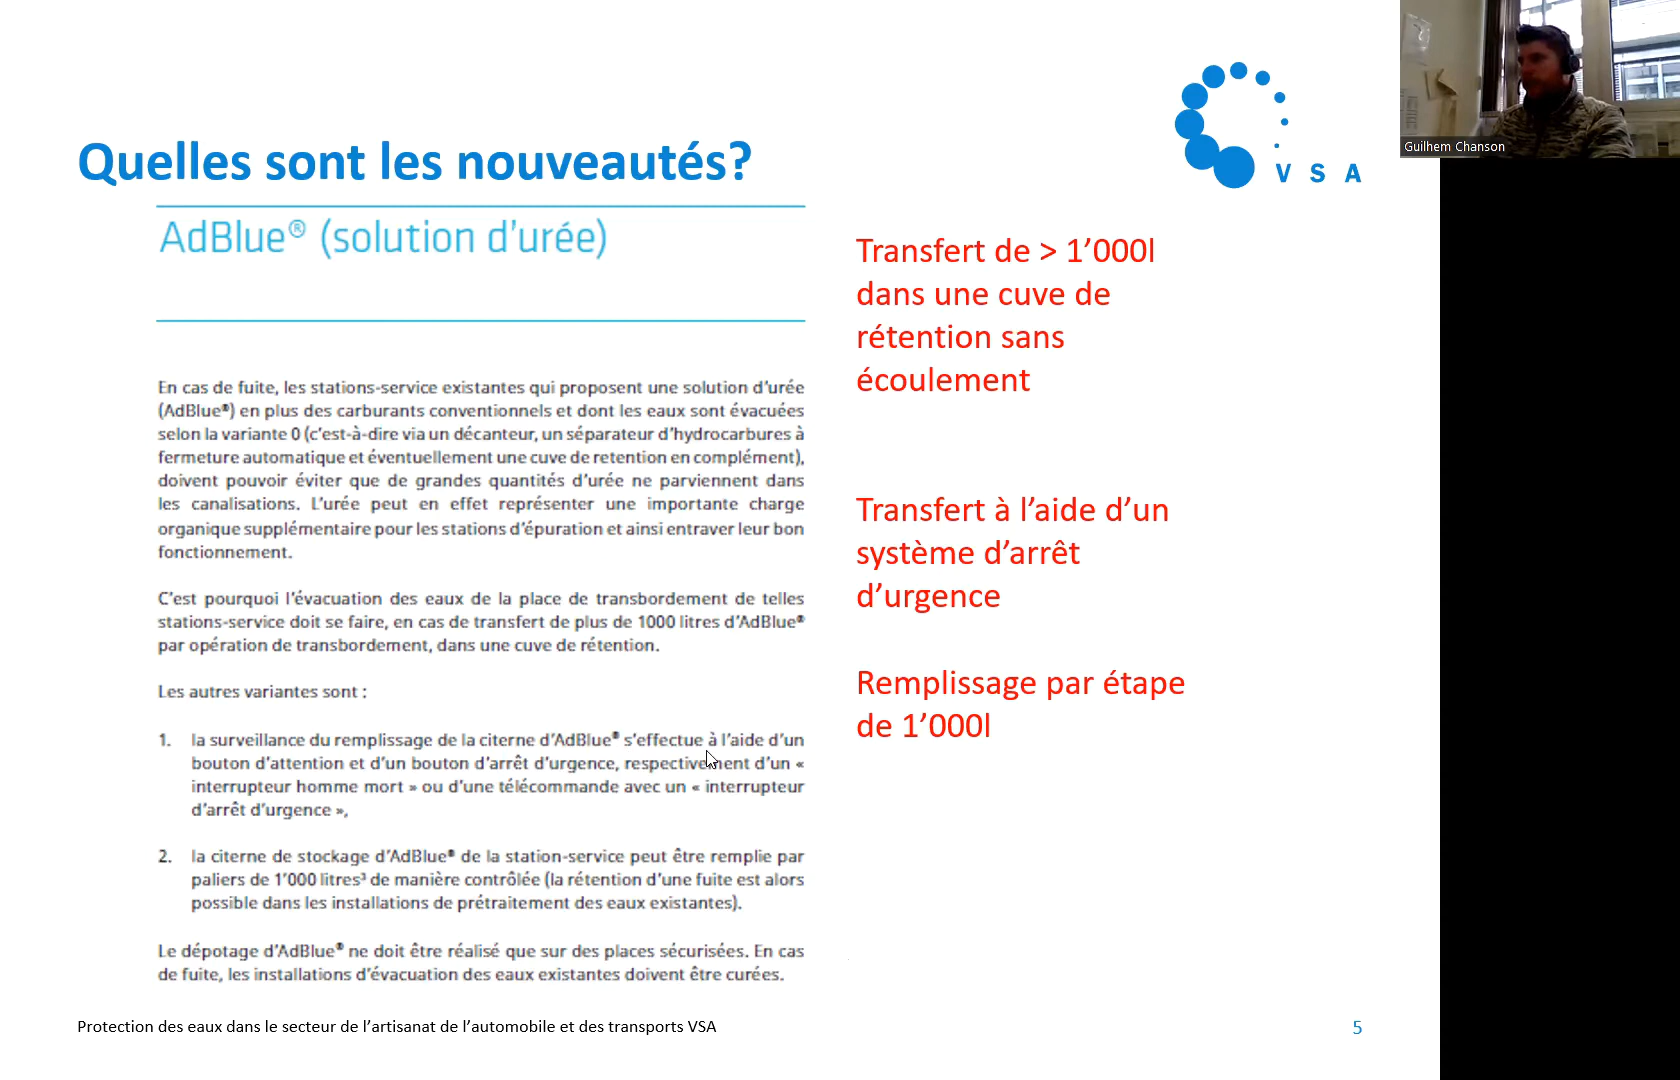 Quelles sont les nouveautés?
VSA
Guilhem Chanson
AdBlue® (solution d'urée)
En cas de fuite, les stations-service existantes qui proposent une solution d'urée
(AdBlue®) en plus des carburants conventionnels et dont les eaux sont évacuées
selon la variante 0 (c'est-à-dire via un décanteur, un séparateur d'hydrocarbures à
fermeture automatique et éventuellement une cuve de retention en complément),
doivent pouvoir éviter que de grandes quantités d'urée ne parviennent dans
les canalisations. L'urée peut en effet représenter une importante charge
organique supplémentaire pour les stations d'épuration et ainsi entraver leur bon
fonctionnement.
C'est pourquoi l'évacuation des eaux de la place de transbordement de telles
stations-service doit se faire, en cas de transfert de plus de 1000 litres d'AdBlue®
par opération de transbordement, dans une cuve de rétention.
Les autres variantes sont :
1. la surveillance du remplissage de la citerne d'AdBlue® s'effectue à l'aide d'un
bouton d'attention et d'un bouton d'arrêt d'urgence, respectivement d'un «
interrupteur homme mort » ou d'une télécommande avec un « interrupteur
d'arrêt d'urgence »,
2. la citerne de stockage d'AdBlue® de la station-service peut être remplie par
paliers de 1'000 litres³ de manière contrôlée (la rétention d'une fuite est alors
possible dans les installations de prétraitement des eaux existantes).
Le dépotage d'AdBlue® ne doit être réalisé que sur des places sécurisées. En cas
de fuite, les installations d'évacuation des eaux existantes doivent être curées.
Transfert de > 1'000l
dans une cuve de
rétention sans
écoulement
Transfert à l'aide d'un
système d'arrêt
d'urgence
Remplissage par étape
de 1'000l
Protection des eaux dans le secteur de l'artisanat de l'automobile et des transports VSA
5